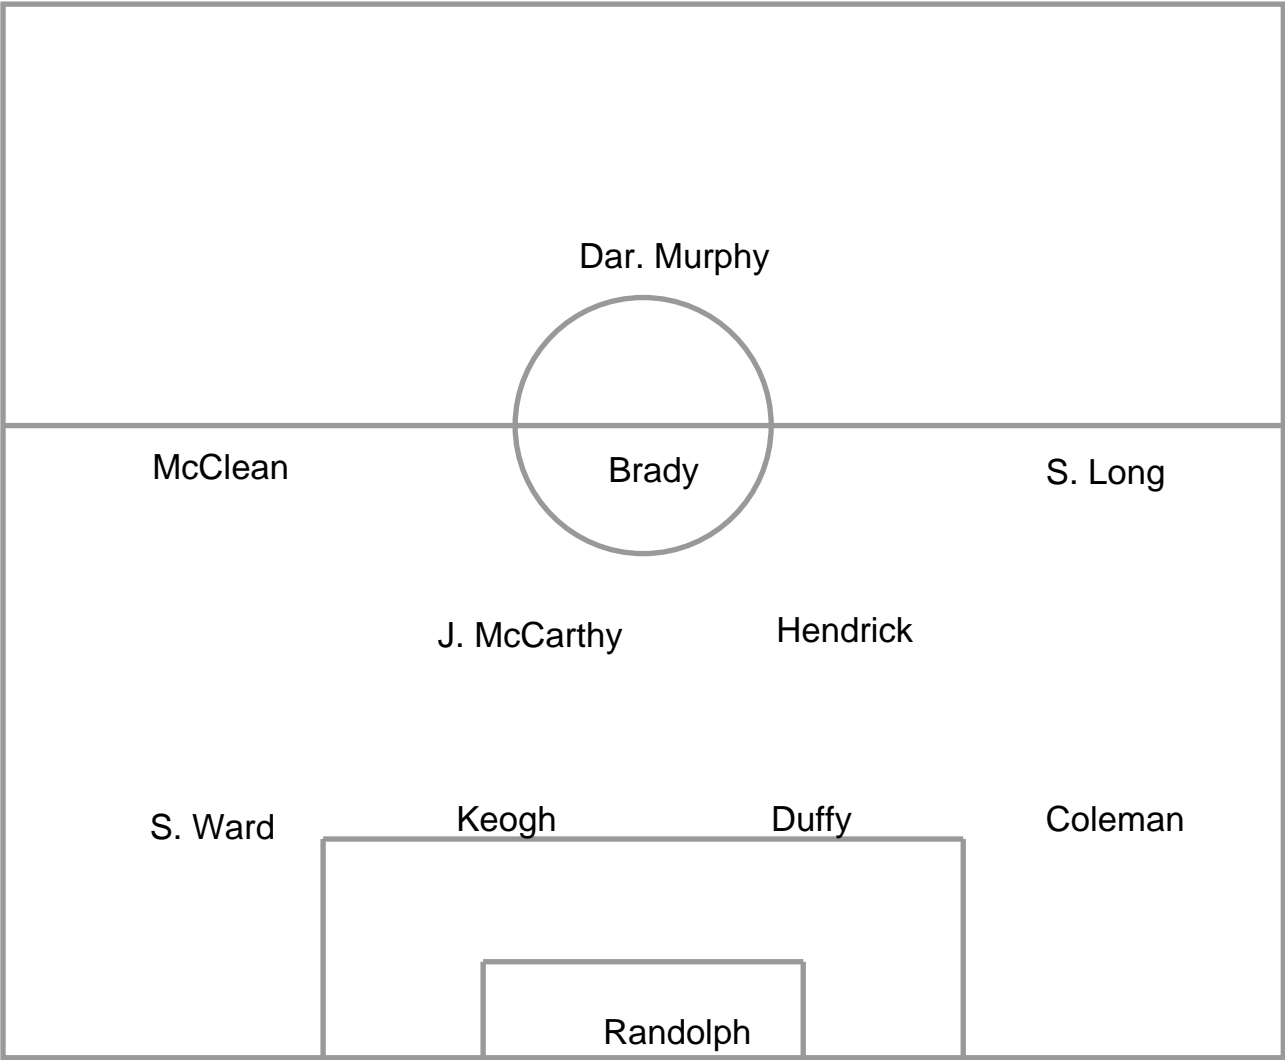 Dar. Murphy
McClean
Brady
S. Long
J. McCarthy
Hendrick
S. Ward
Keogh
Duffy
Coleman
Randolph